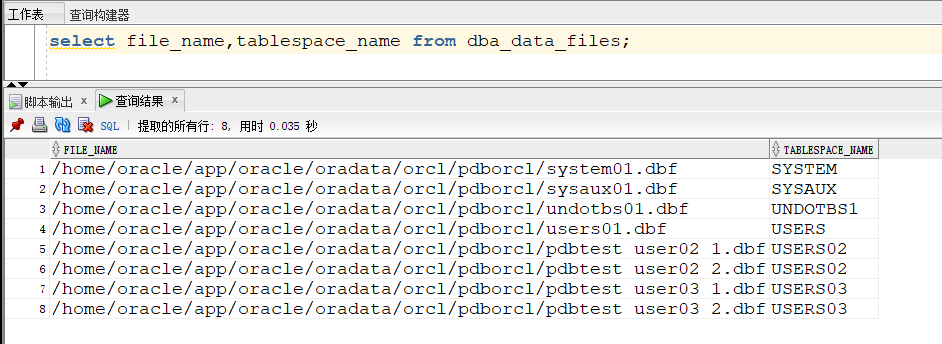 工作表 查询构建器
select file_name,tablespace_name from dba_data_files;
脚本输出 x 查询结果 x
SQL | 提取的所有行: 8, 用时 0.035 秒
FILE_NAME TABLESPACE_NAME
1 /home/oracle/app/oracle/oradata/orcl/pdborcl/system01.dbf SYSTEM
2 /home/oracle/app/oracle/oradata/orcl/pdborcl/sysaux01.dbf SYSAUX
3 /home/oracle/app/oracle/oradata/orcl/pdborcl/undotbs01.dbf UNDOTBS1
4 /home/oracle/app/oracle/oradata/orcl/pdborcl/users01.dbf USERS
5 /home/oracle/app/oracle/oradata/orcl/pdborcl/pdbtest user02 1.dbf USERS02
6 /home/oracle/app/oracle/oradata/orcl/pdborcl/pdbtest user02 2.dbf USERS02
7 /home/oracle/app/oracle/oradata/orcl/pdborcl/pdbtest user03 1.dbf USERS03
8 /home/oracle/app/oracle/oradata/orcl/pdborcl/pdbtest user03 2.dbf USERS03